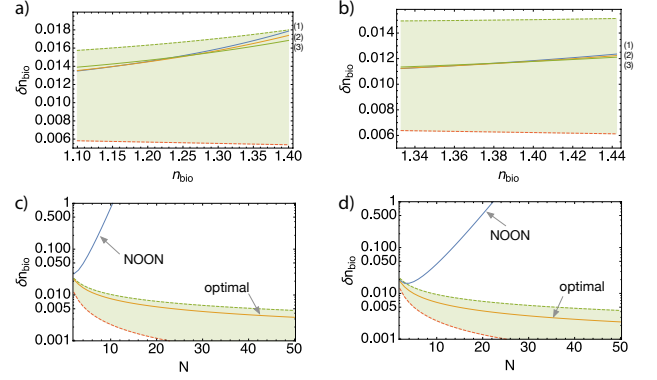 a)
δn_bio
0.018
0.016
0.014
0.012
0.010
0.008
0.006
1.10 1.15 1.20 1.25 1.30 1.35 1.40
n_bio
(1)
(2)
(3)
b)
δn_bio
0.016
0.014
0.012
0.010
0.008
0.006
1.34 1.36 1.38 1.40 1.42 1.44
n_bio
(1)
(2)
(3)
c)
δn_bio
1
0.500
0.100
0.050
0.010
0.005
0.001
NOON
optimal
10 20 30 40 50
N
d)
δn_bio
1
0.500
0.100
0.050
0.010
0.005
0.001
NOON
optimal
10 20 30 40 50
N